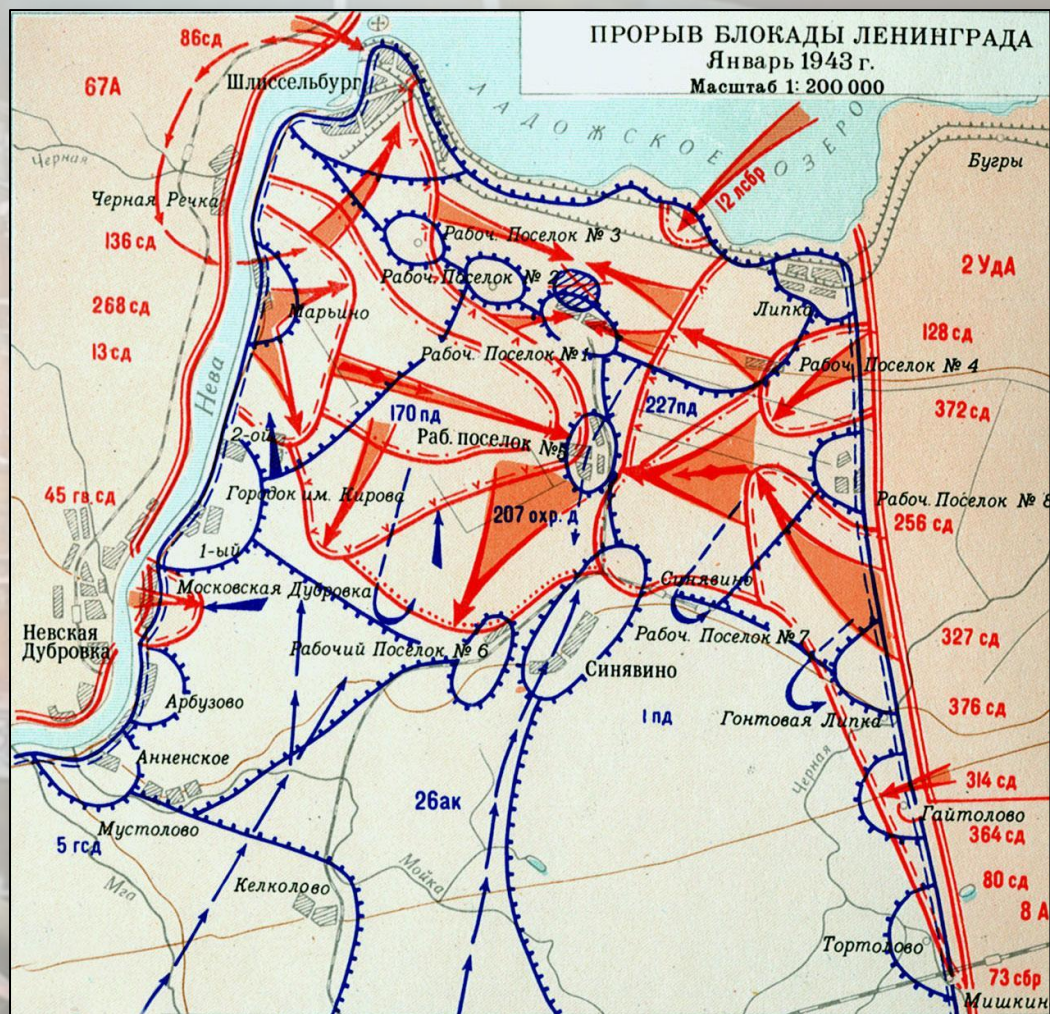 ПРОРЫВ БЛОКАДЫ ЛЕНИНГРАДА
Январь 1943 г.
Масштаб 1: 200 000
86сд
67А
Шлиссельбург
ЛАДОЖСКОЕ ОЗЕРО
Черная
12 лсбр
Бугры
Черная Речка
Рабоч. Поселок № 3
136 сд
2 УдА
Рабоч. Поселок № 2
268 сд
Марьино
Липка
13 сд
128 сд
Рабоч. Поселок №1
Рабоч. Поселок № 4
Нева
170 пд
227пд
372 сд
2-ой
Раб. поселок №5
45 гв. сд
Городок им. Кирова
Рабоч. Поселок № 8
207 охр. д
256 сд
1-ый
Московская Дубровка
Синявино
Невская
Дубровка
Рабочий Поселок № 6
Рабоч. Поселок №7
327 сд
Синявино
Арбузово
1 пд
Гонтовая Липка
376 сд
Анненское
Черная
314 сд
26ак
Гайтолово
Мустолово
364 сд
5 гсд
Мойка
Мга
Келколово
80 сд
8 А
Тортолово
73 сбр
Мишкин